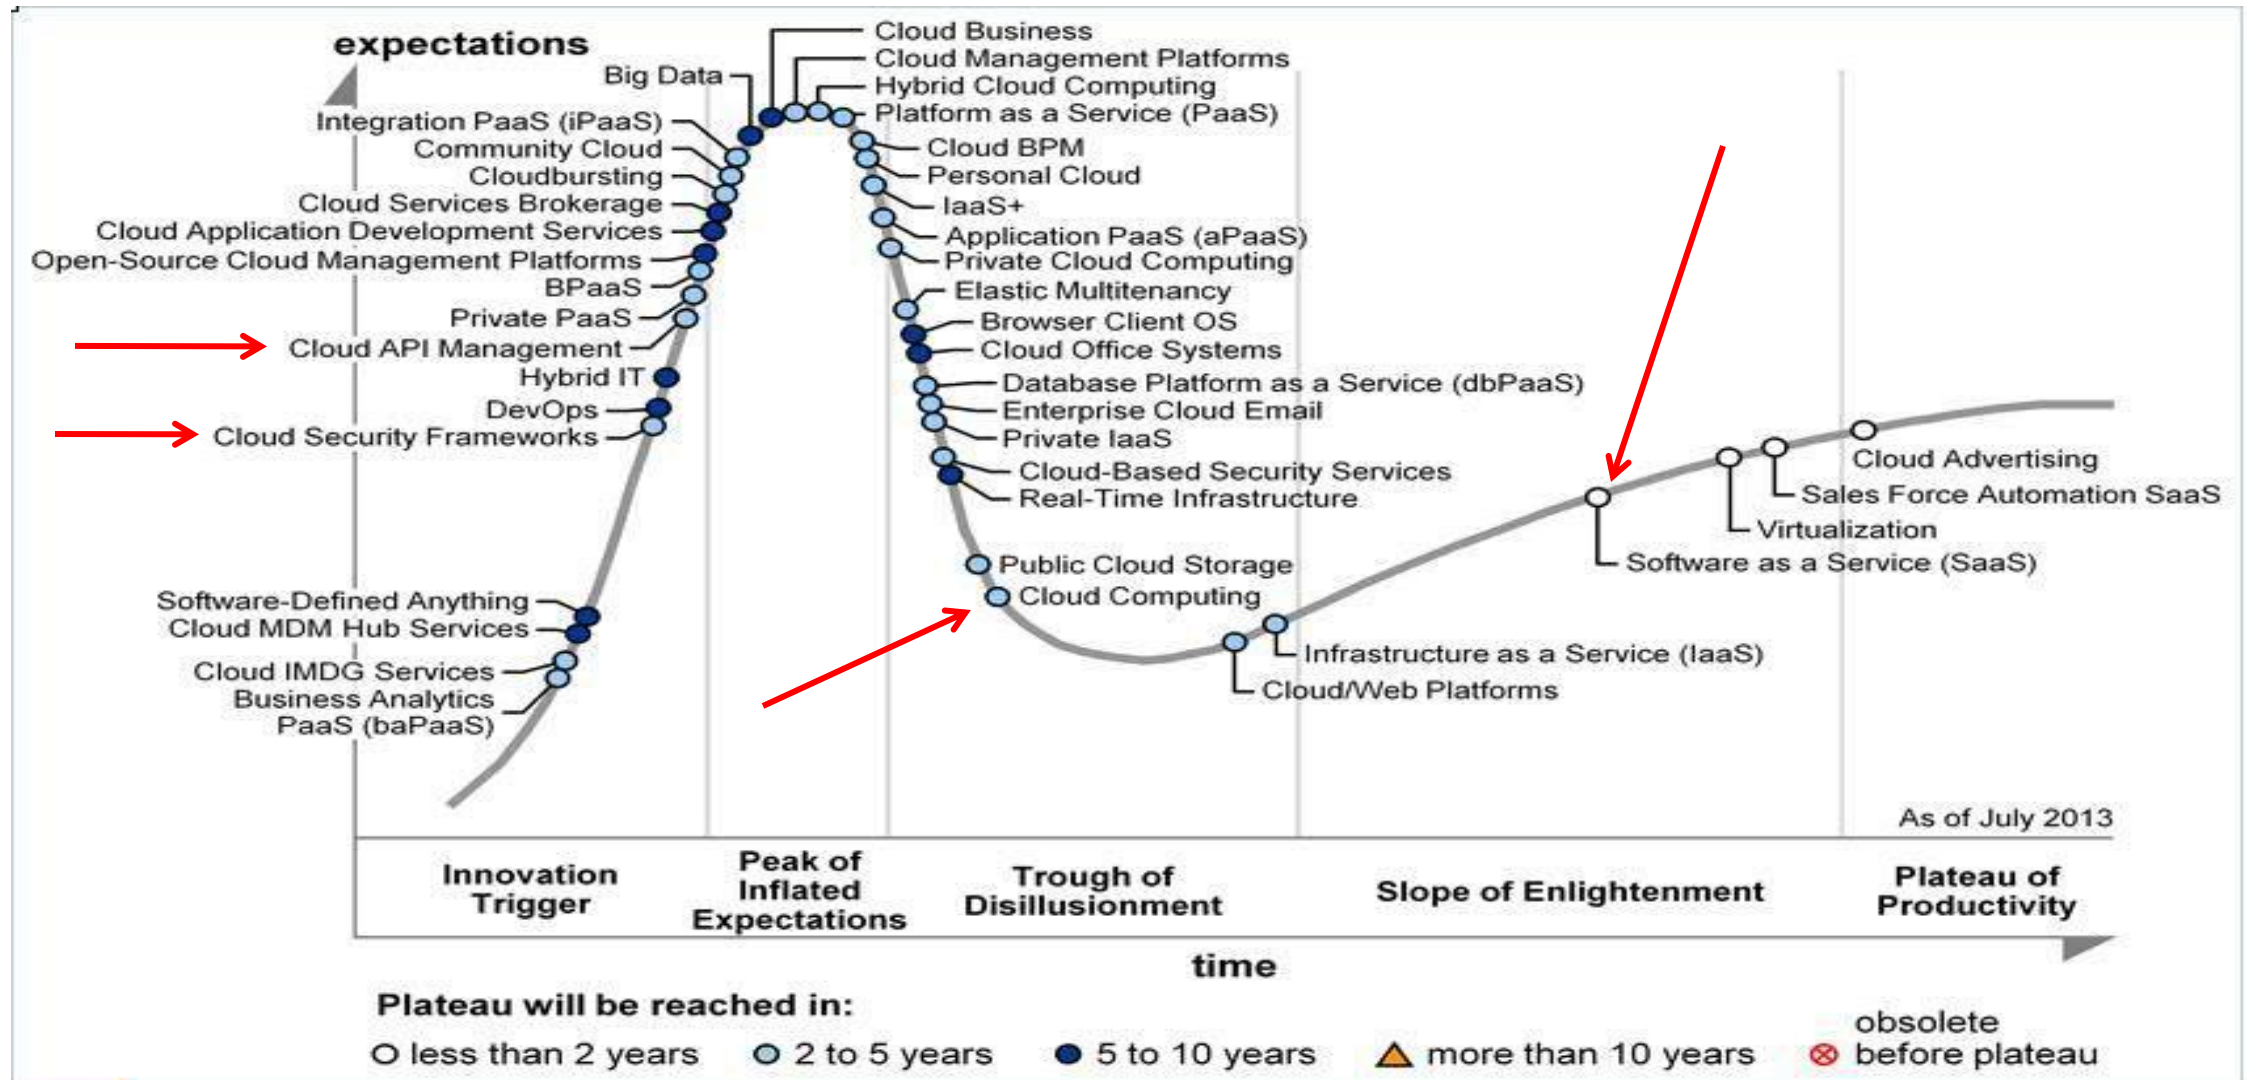 expectations
Cloud Business
Cloud Management Platforms
Big Data
Hybrid Cloud Computing
Platform as a Service (PaaS)
Integration PaaS (iPaaS)
Community Cloud
Cloud BPM
Cloudbursting
Personal Cloud
Cloud Services Brokerage
IaaS+
Cloud Application Development Services
Application PaaS (aPaaS)
Open-Source Cloud Management Platforms
Private Cloud Computing
BPaaS
Elastic Multitenancy
Private PaaS
Browser Client OS
Cloud API Management
Cloud Office Systems
Hybrid IT
Database Platform as a Service (dbPaaS)
DevOps
Enterprise Cloud Email
Cloud Security Frameworks
Private IaaS
Cloud-Based Security Services
Real-Time Infrastructure
Cloud Advertising
Sales Force Automation SaaS
Virtualization
Software as a Service (SaaS)
Public Cloud Storage
Cloud Computing
Software-Defined Anything
Cloud MDM Hub Services
Infrastructure as a Service (IaaS)
Cloud IMDG Services
Cloud/Web Platforms
Business Analytics
PaaS (baPaaS)
As of July 2013
Innovation
Trigger
Peak of
Inflated
Expectations
Trough of
Disillusionment
Slope of Enlightenment
Plateau of
Productivity
time
Plateau will be reached in:
less than 2 years
2 to 5 years
5 to 10 years
more than 10 years
obsolete
before plateau